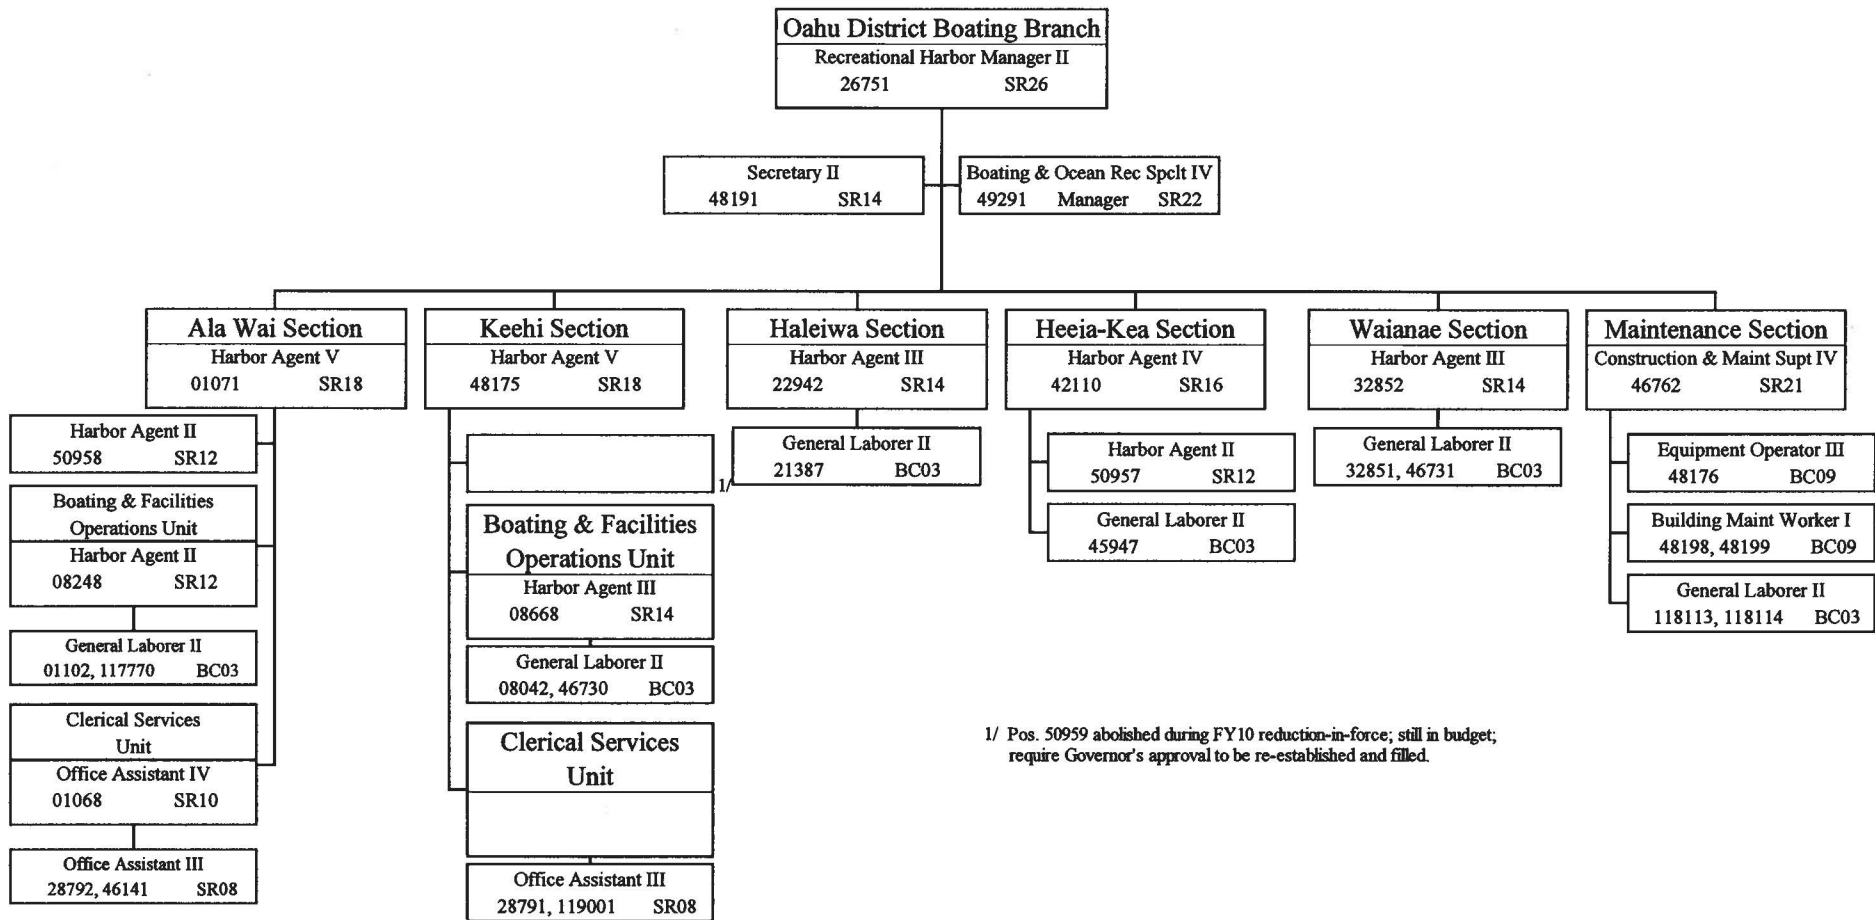 Oahu District Boating Branch
Recreational Harbor Manager II
26751 SR26
Secretary II
48191 SR14
Boating & Ocean Rec Spclt IV
49291 Manager SR22
Ala Wai Section
Harbor Agent V
01071 SR18
Harbor Agent II
50958 SR12
Boating & Facilities
Operations Unit
Harbor Agent II
08248 SR12
General Laborer II
01102, 117770 BC03
Clerical Services
Unit
Office Assistant IV
01068 SR10
Office Assistant III
28792, 46141 SR08
Keehi Section
Harbor Agent V
48175 SR18
1/
Boating & Facilities
Operations Unit
Harbor Agent III
08668 SR14
General Laborer II
08042, 46730 BC03
Clerical Services
Unit
Office Assistant III
28791, 119001 SR08
Haleiwa Section
Harbor Agent III
22942 SR14
General Laborer II
21387 BC03
Heeia-Kea Section
Harbor Agent IV
42110 SR16
Harbor Agent II
50957 SR12
General Laborer II
45947 BC03
Waianae Section
Harbor Agent III
32852 SR14
General Laborer II
32851, 46731 BC03
Maintenance Section
Construction & Maint Supt IV
46762 SR21
Equipment Operator III
48176 BC09
Building Maint Worker I
48198, 48199 BC09
General Laborer II
118113, 118114 BC03
1/ Pos. 50959 abolished during FY10 reduction-in-force; still in budget;
require Governor's approval to be re-established and filled.